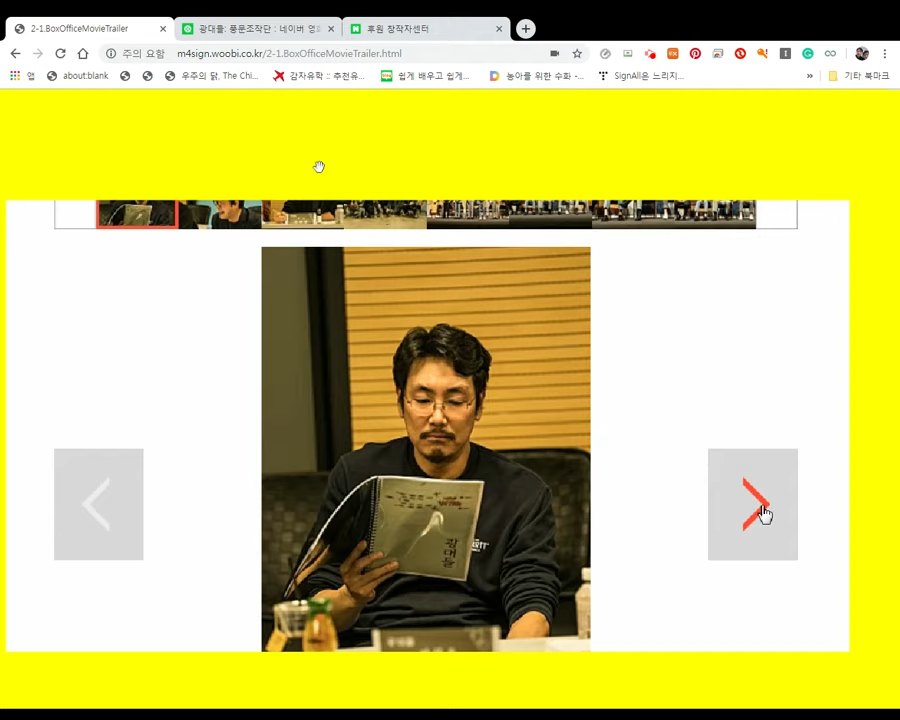 2-1.BoxOfficeMovieTrailer
광대들: 풍문조작단 : 네이버 영화
후원 창작자센터
주의 요함
m4sign.woobi.co.kr/2-1.BoxOfficeMovieTrailer.html
앱
about:blank
우주의 닭, The Chi...
감자유학 :: 추천유...
쉽게 배우고 쉽게...
농아를 위한 수화 -...
SignAll은 느리지...
기타 북마크
광대들